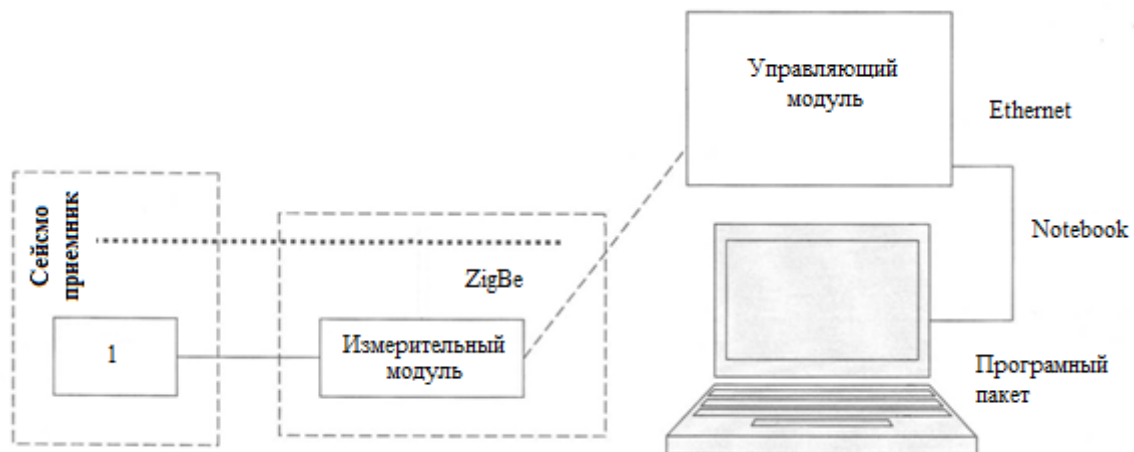 Управляющий
модуль
Ethernet
Сейсмо
приемник
Notebook
ZigBe
1
Измерительный
модуль
Програмный
пакет